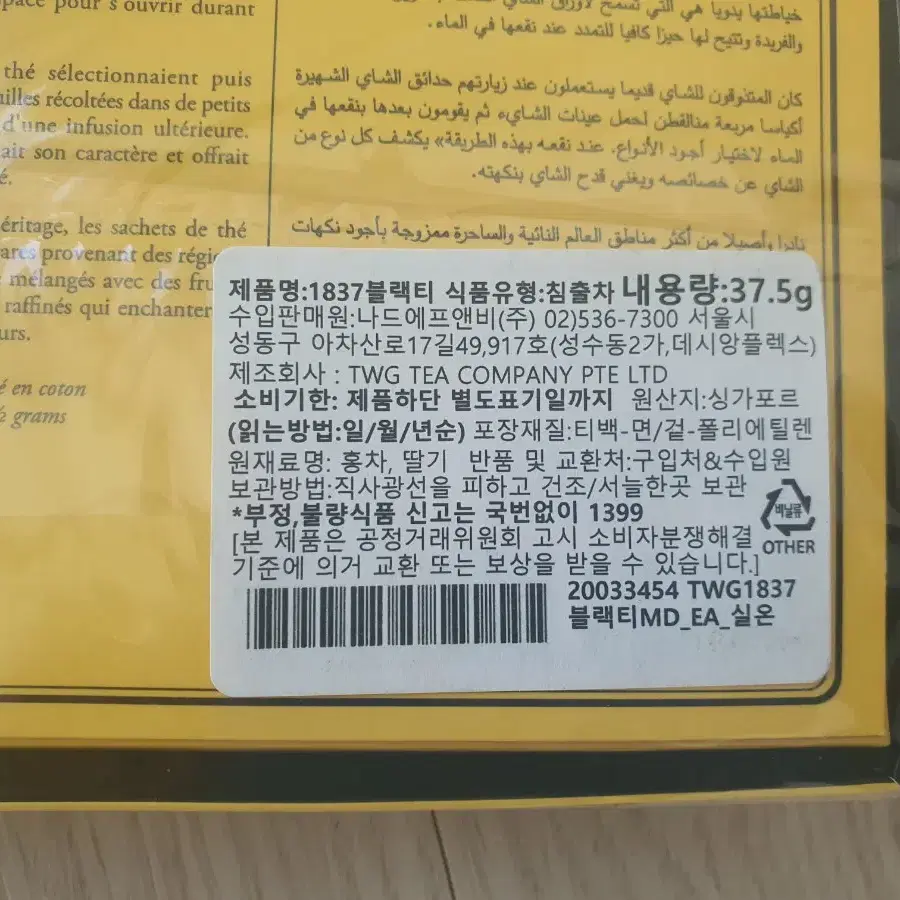 pace pour s'ouvrir durant
thé sélectionnaient puis
uilles récoltées dans de petits
d'une infusion ultérieure.
ait son caractère et offrait
é.
éritage, les sachets de thé
ares provenant des régio
mélangés avec des fru
raffinés qui enchanter
urs.
é en coton
½ grams
خياطتها يدويا هي التي تسمح لأوراق الشاي
والفريدة وتتيح لها حيزا كافيا للتمدد عند نقعها في الماء.
كان المتذوقون للشاي قديما يستعملون عند زيارتهم حدائق الشاي الشهيرة
أكياسا مربعة منالقطن لحمل عينات الشايء ثم يقومون بعدها بنقعها في
الماء لاختيار أجود الأنواع. عند نقعه بهذه الطريقة» يكشف كل نوع من
الشاي عن خصائصه ويغني قدح الشاي بنكهته.
نادرا وأصيلا من أكثر مناطق العالم النائية والساحرة ممزوجة بأجود نكهات
제품명:1837블랙티 식품유형:침출차 내용량:37.5g
수입판매원:나드에프앤비(주) 02)536-7300 서울시
성동구 아차산로17길49,917호(성수동2가,데시앙플렉스)
제조회사 : TWG TEA COMPANY PTE LTD
소비기한: 제품하단 별도표기일까지 원산지:싱가포르
(읽는방법:일/월/년순) 포장재질:티백-면/겉-폴리에틸렌
원재료명: 홍차, 딸기 반품 및 교환처:구입처&수입원
보관방법:직사광선을 피하고 건조/서늘한곳 보관
*부정,불량식품 신고는 국번없이 1399
[본 제품은 공정거래위원회 고시 소비자분쟁해결
기준에 의거 교환 또는 보상을 받을 수 있습니다.]
비닐류
OTHER
20033454 TWG1837
블랙티MD_EA_실온